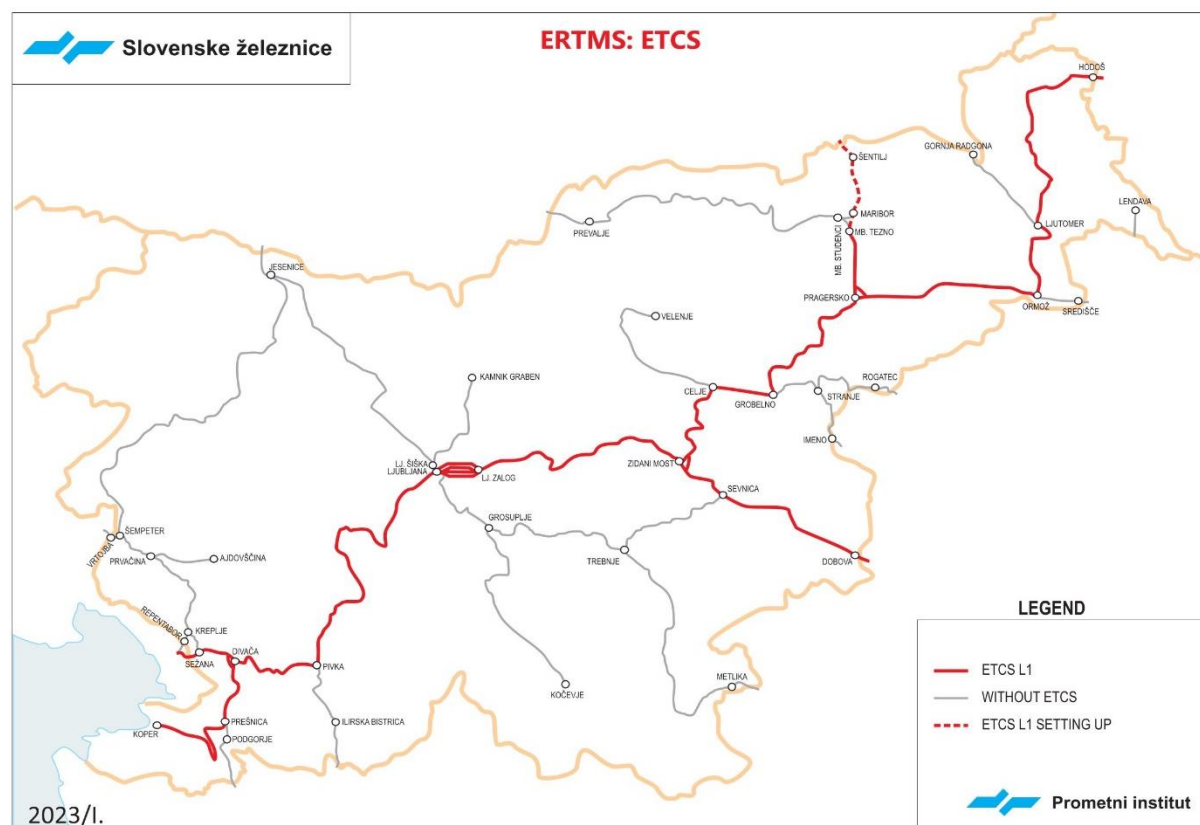 Slovenske železnice
ERTMS: ETCS
HODOŠ
ŠENTILJ
GORNJA RADGONA
LENDAVA
MARIBOR
PREVALJE
MB. STUDENCI
MB. TEZNO
LJUTOMER
JESENICE
PRAGERSKO
ORMOŽ
SREDIŠČE
VELENJE
KAMNIK GRABEN
CELJE
GROBELNO
STRANJE
ROGATEC
IMENO
LJ. ŠIŠKA
LJUBLJANA
LJ. ZALOG
ZIDANI MOST
SEVNICA
GROSUPLJE
ŠEMPETER
VRTOJBA
PRVAČINA
AJDOVŠČINA
TREBNJE
DOBOVA
REPENTABOR
KREPLJE
SEŽANA
DIVAČA
PIVKA
KOČEVJE
METLIKA
KOPER
PREŠNICA
PODGORJE
ILIRSKA BISTRICA
LEGEND
ETCS L1
WITHOUT ETCS
ETCS L1 SETTING UP
2023/I.
Prometni institut